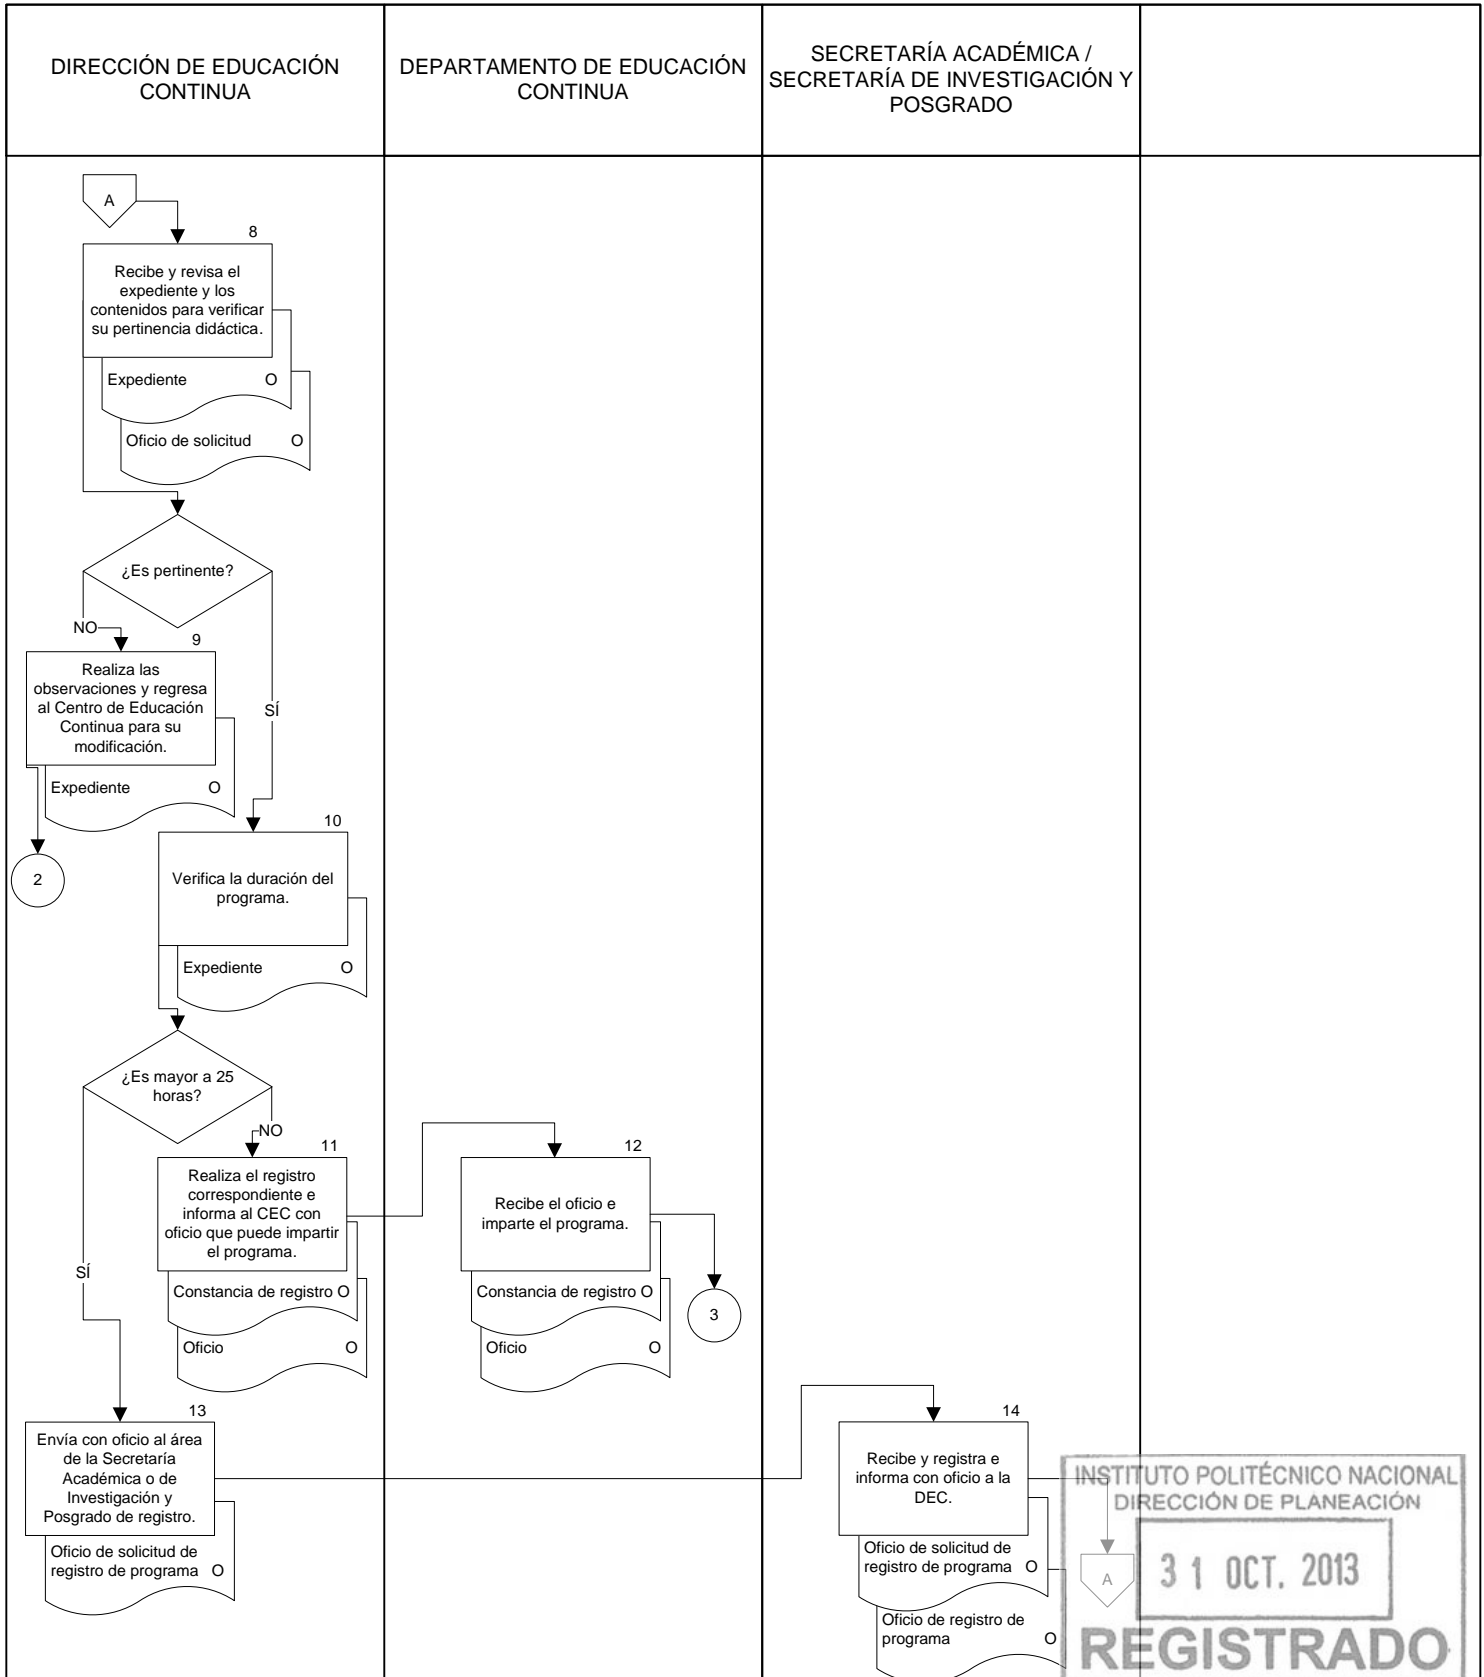 DIRECCIÓN DE EDUCACIÓN
CONTINUA
DEPARTAMENTO DE EDUCACIÓN
CONTINUA
SECRETARÍA ACADÉMICA /
SECRETARÍA DE INVESTIGACIÓN Y
POSGRADO
A
8
Recibe y revisa el
expediente y los
contenidos para verificar
su pertinencia didáctica.
Expediente O
Oficio de solicitud O
¿Es pertinente?
NO
SÍ
9
Realiza las
observaciones y regresa
al Centro de Educación
Continua para su
modificación.
Expediente O
2
10
Verifica la duración del
programa.
Expediente O
¿Es mayor a 25
horas?
NO
SÍ
11
Realiza el registro
correspondiente e
informa al CEC con
oficio que puede impartir
el programa.
Constancia de registro O
Oficio O
12
Recibe el oficio e
imparte el programa.
Constancia de registro O
Oficio O
3
13
Envía con oficio al área
de la Secretaría
Académica o de
Investigación y
Posgrado de registro.
Oficio de solicitud de
registro de programa O
14
Recibe y registra e
informa con oficio a la
DEC.
Oficio de solicitud de
registro de programa O
Oficio de registro de
programa O
A
INSTITUTO POLITÉCNICO NACIONAL
DIRECCIÓN DE PLANEACIÓN
31 OCT. 2013
REGISTRADO